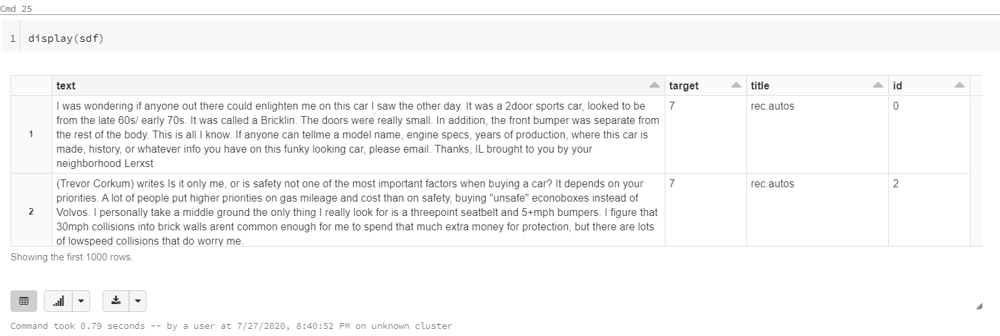 Cmd 25
1 display(sdf)
text target title id
1 I was wondering if anyone out there could enlighten me on this car I saw the other day. It was a 2door sports car, looked to be 7 rec.autos 0
from the late 60s/ early 70s. It was called a Bricklin. The doors were really small. In addition, the front bumper was separate from
the rest of the body. This is all I know. If anyone can tellme a model name, engine specs, years of production, where this car is
made, history, or whatever info you have on this funky looking car, please email. Thanks, IL brought to you by your
neighborhood Lerxst
2 (Trevor Corkum) writes Is it only me, or is safety not one of the most important factors when buying a car? It depends on your 7 rec.autos 2
priorities. A lot of people put higher priorities on gas mileage and cost than on safety, buying "unsafe" econoboxes instead of
Volvos. I personally take a middle ground the only thing I really look for is a threepoint seatbelt and 5+mph bumpers. I figure that
30mph collisions into brick walls arent common enough for me to spend that much extra money for protection, but there are lots
of lowspeed collisions that do worry me.
Showing the first 1000 rows.
Command took 0.79 seconds -- by a user at 7/27/2020, 8:40:52 PM on unknown cluster